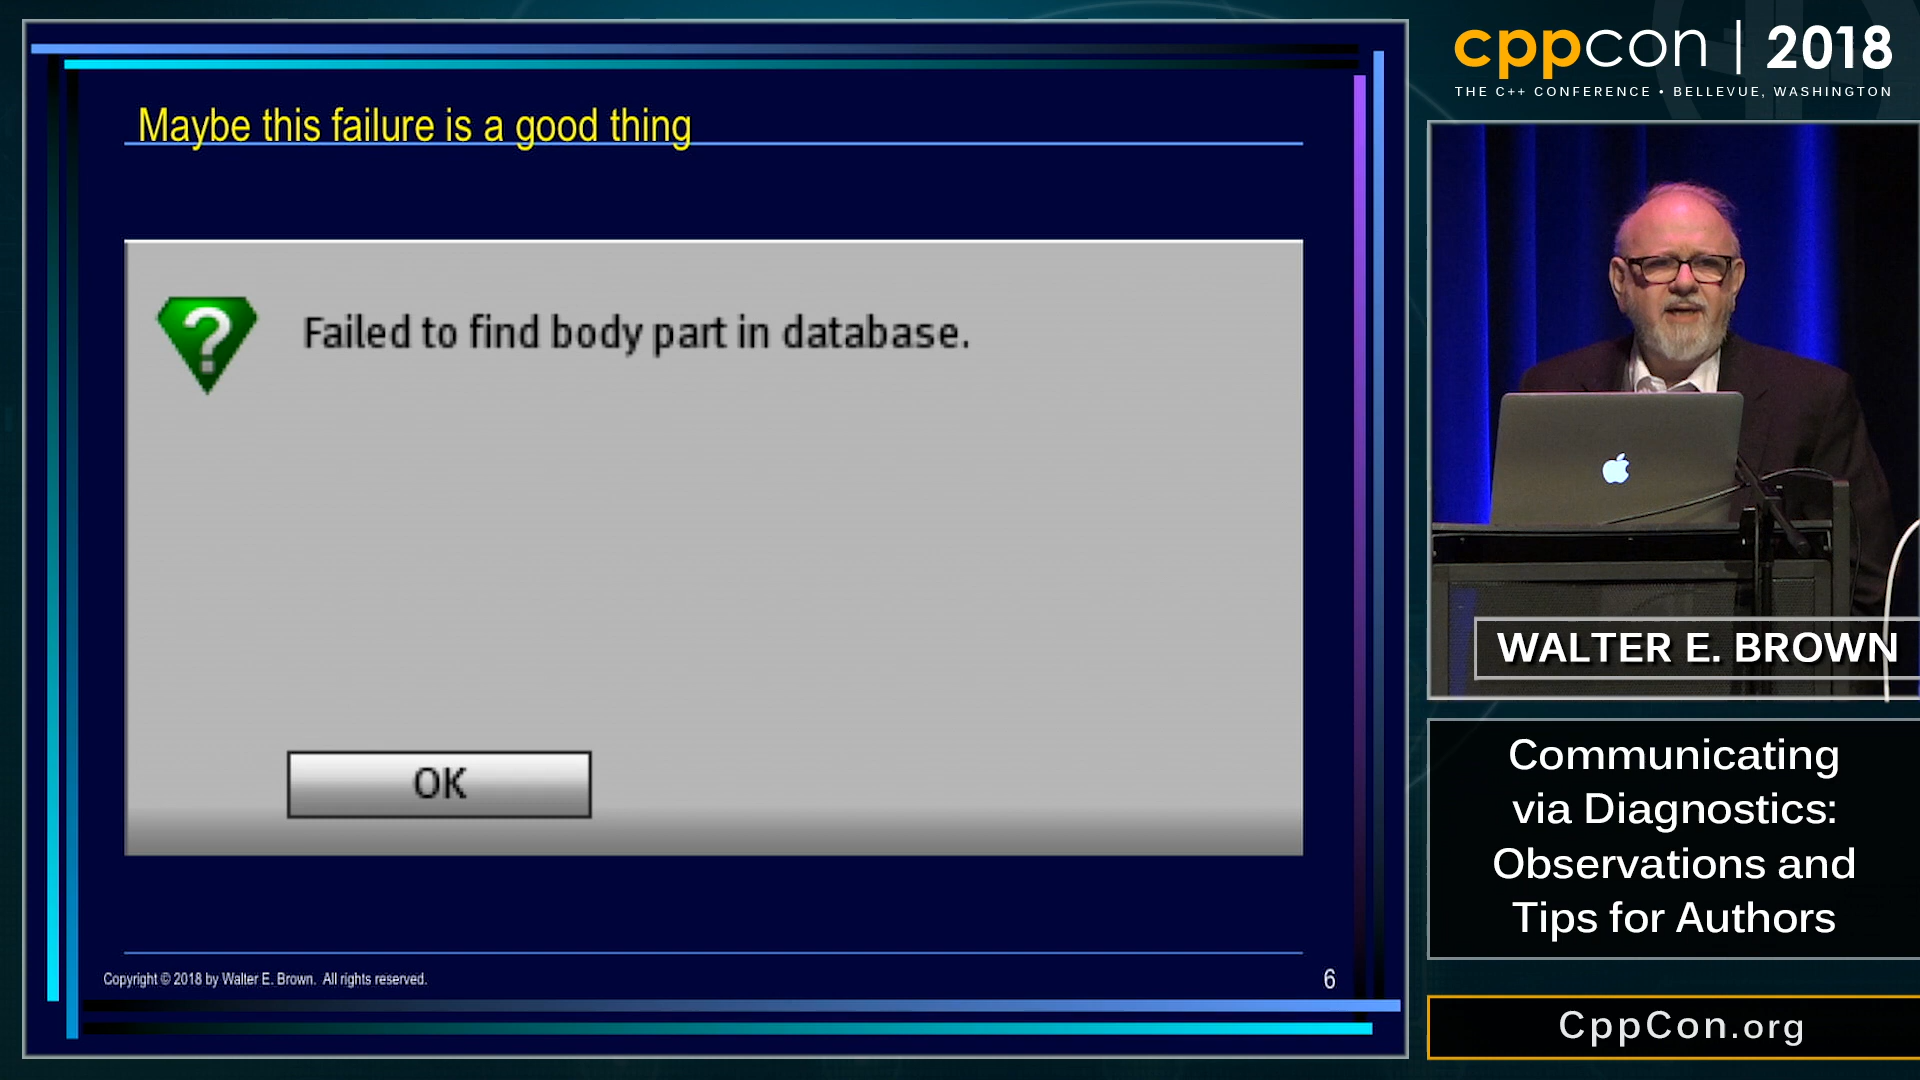 Maybe this failure is a good thing
?
Failed to find body part in database.
OK
Copyright © 2018 by Walter E. Brown. All rights reserved.
6
cppcon | 2018
THE C++ CONFERENCE • BELLEVUE, WASHINGTON
WALTER E. BROWN
Communicating
via Diagnostics:
Observations and
Tips for Authors
CppCon.org